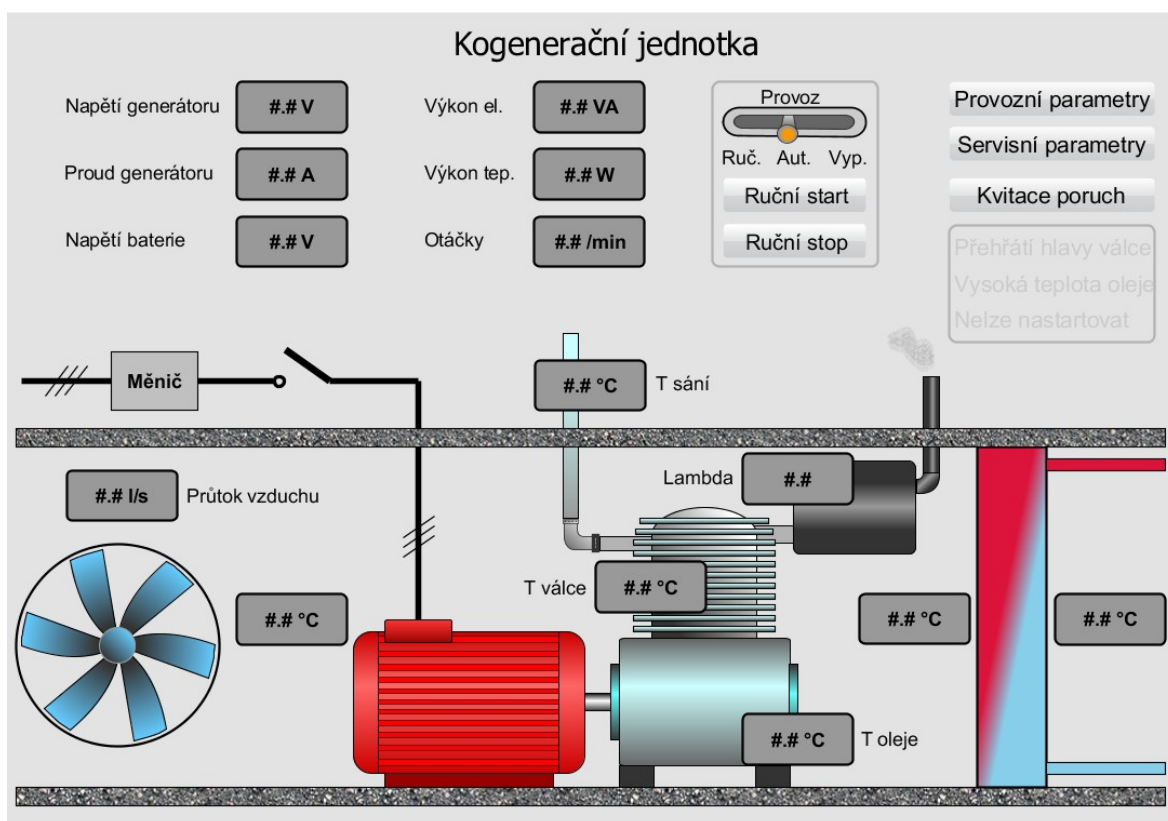 Kogenerační jednotka
Napětí generátoru #.# V
Proud generátoru #.# A
Napětí baterie #.# V
Výkon el. #.# VA
Výkon tep. #.# W
Otáčky #.# /min
Provoz
Ruč. Aut. Vyp.
Ruční start
Ruční stop
Provozní parametry
Servisní parametry
Kvitace poruch
Přehřátí hlavy válce
Vysoká teplota oleje
Nelze nastartovat
Měnič
#.# °C T sání
#.# l/s Průtok vzduchu
Lambda #.#
T válce #.# °C
#.# °C
#.# °C
#.# °C
#.# °C T oleje